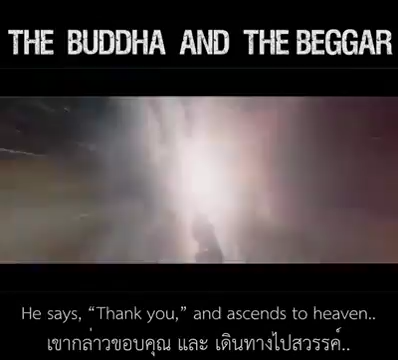 THE BUDDHA AND THE BEGGAR
He says, “Thank you,” and ascends to heaven..
เขากล่าวขอบคุณ และ เดินทางไปสวรรค์..